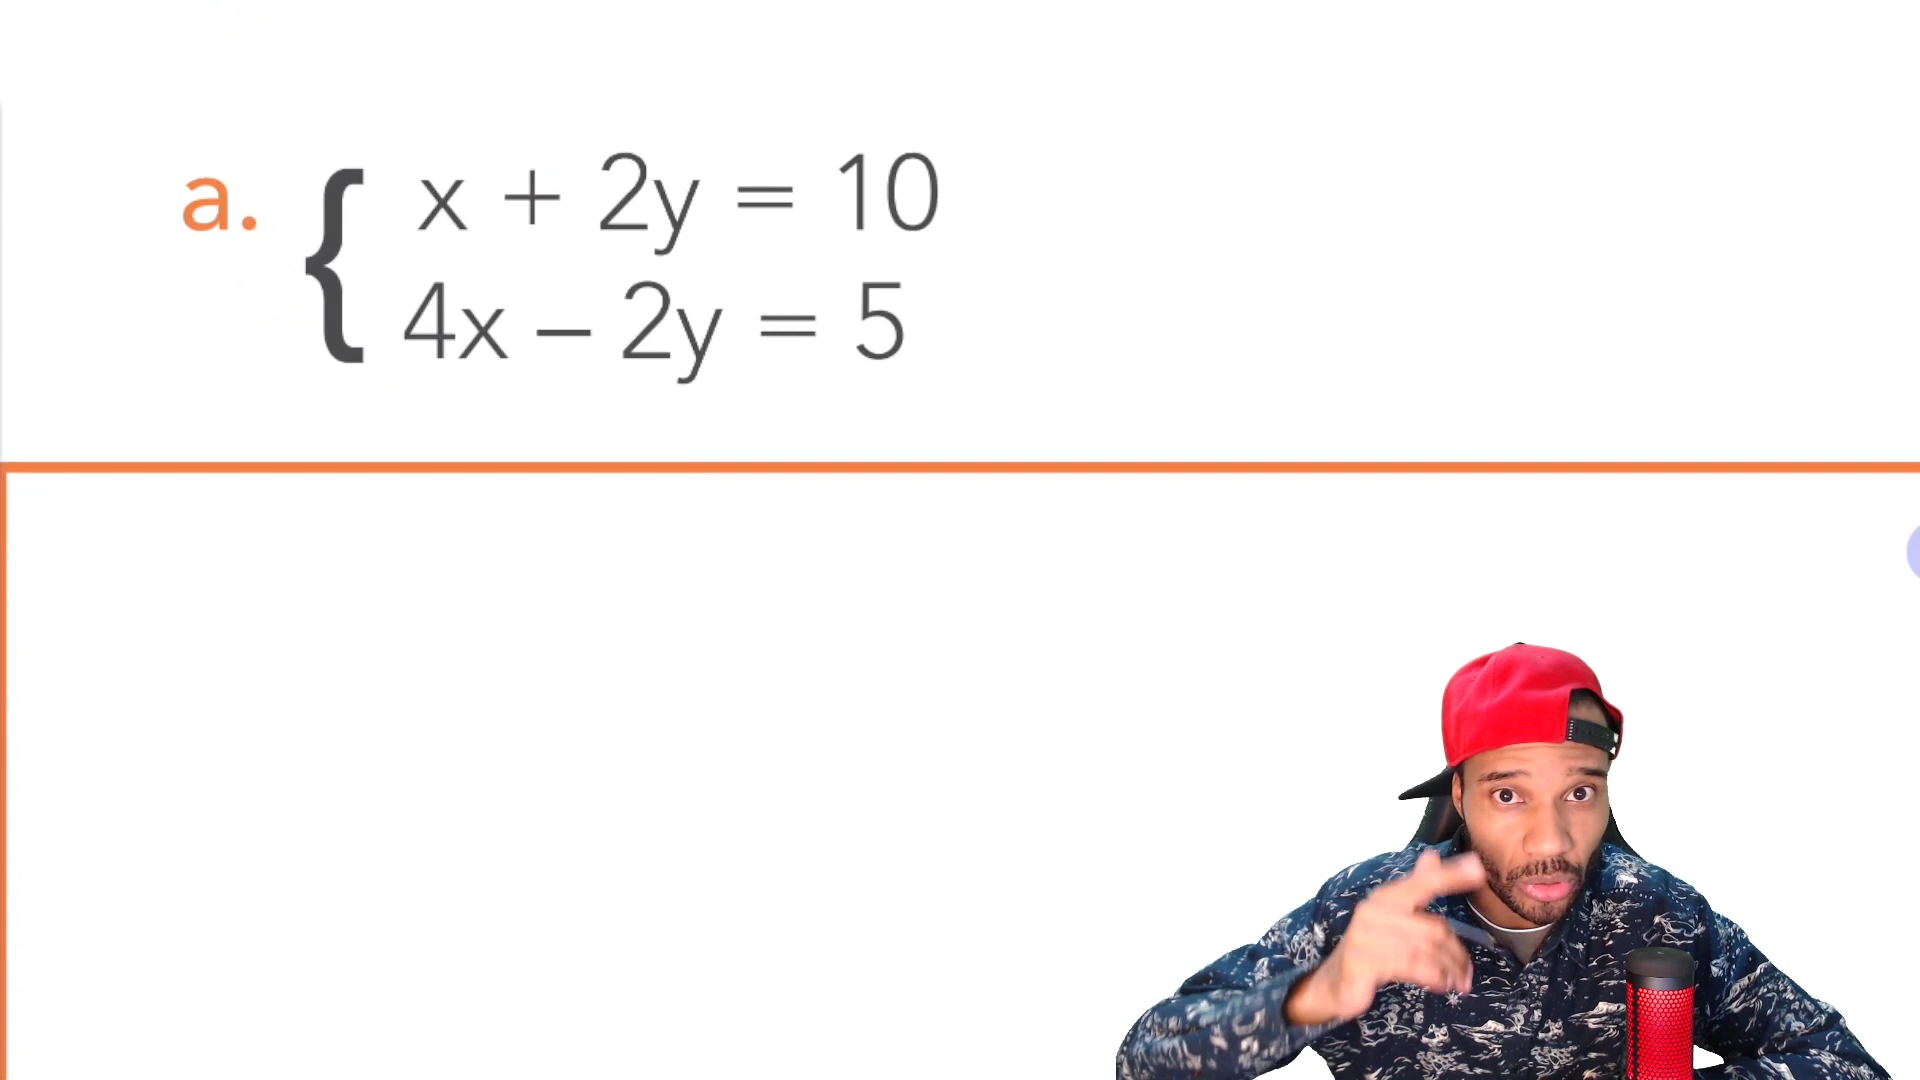 a. { x + 2y = 10
4x – 2y = 5